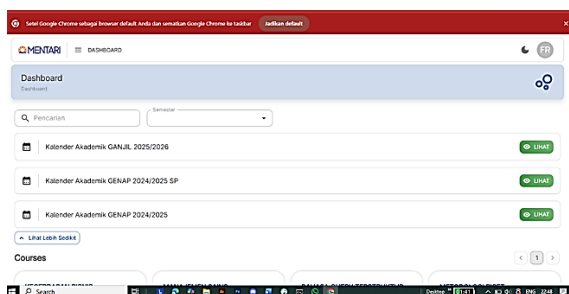 Setel Google Chrome sebagai browser default Anda dan sematkan Google Chrome ke taskbar
Jadikan default
MENTARI
DASHBOARD
FR
Dashboard
Dashboard
Pencarian
Semester
Kalender Akademik GANJIL 2025/2026
LIHAT
Kalender Akademik GENAP 2024/2025 SP
LIHAT
Kalender Akademik GENAP 2024/2025
LIHAT
Lihat Lebih Sedikit
Courses
1
Search
Desktop
ENG